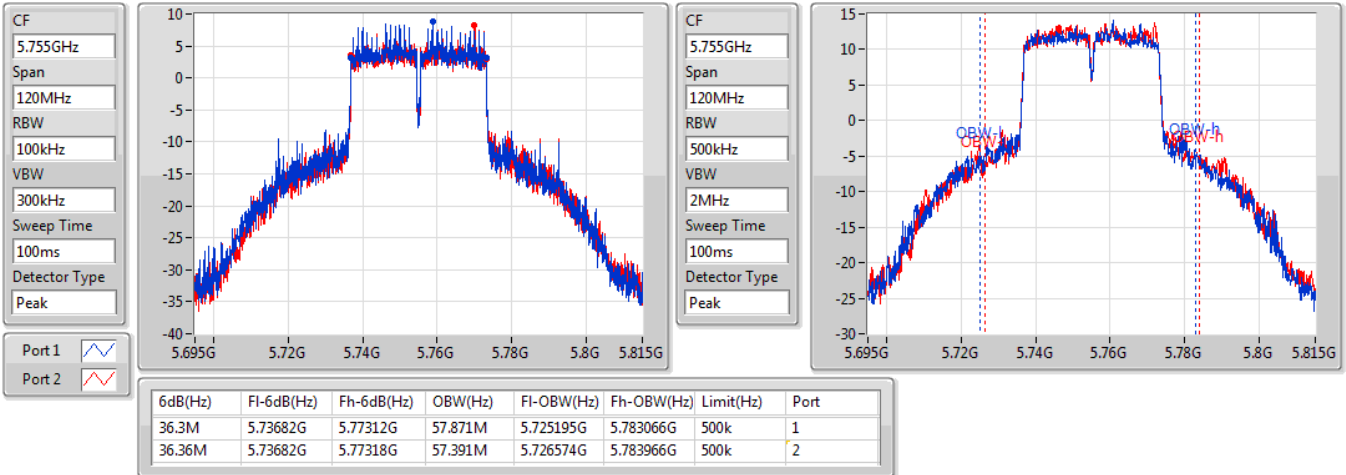 CF
5.755GHz
Span
120MHz
RBW
100kHz
VBW
300kHz
Sweep Time
100ms
Detector Type
Peak
Port 1
Port 2
10
5
0
-5
-10
-15
-20
-25
-30
-35
-40
5.695G 5.72G 5.74G 5.76G 5.78G 5.8G 5.815G
CF
5.755GHz
Span
120MHz
RBW
500kHz
VBW
2MHz
Sweep Time
100ms
Detector Type
Peak
15
10
5
0
-5
-10
-15
-20
-25
-30
OBW-l OBW-h
OBW-h
5.695G 5.72G 5.74G 5.76G 5.78G 5.8G 5.815G
6dB(Hz) Fl-6dB(Hz) Fh-6dB(Hz) OBW(Hz) Fl-OBW(Hz) Fh-OBW(Hz) Limit(Hz) Port
36.3M 5.73682G 5.77312G 57.871M 5.725195G 5.783066G 500k 1
36.36M 5.73682G 5.77318G 57.391M 5.726574G 5.783966G 500k 2